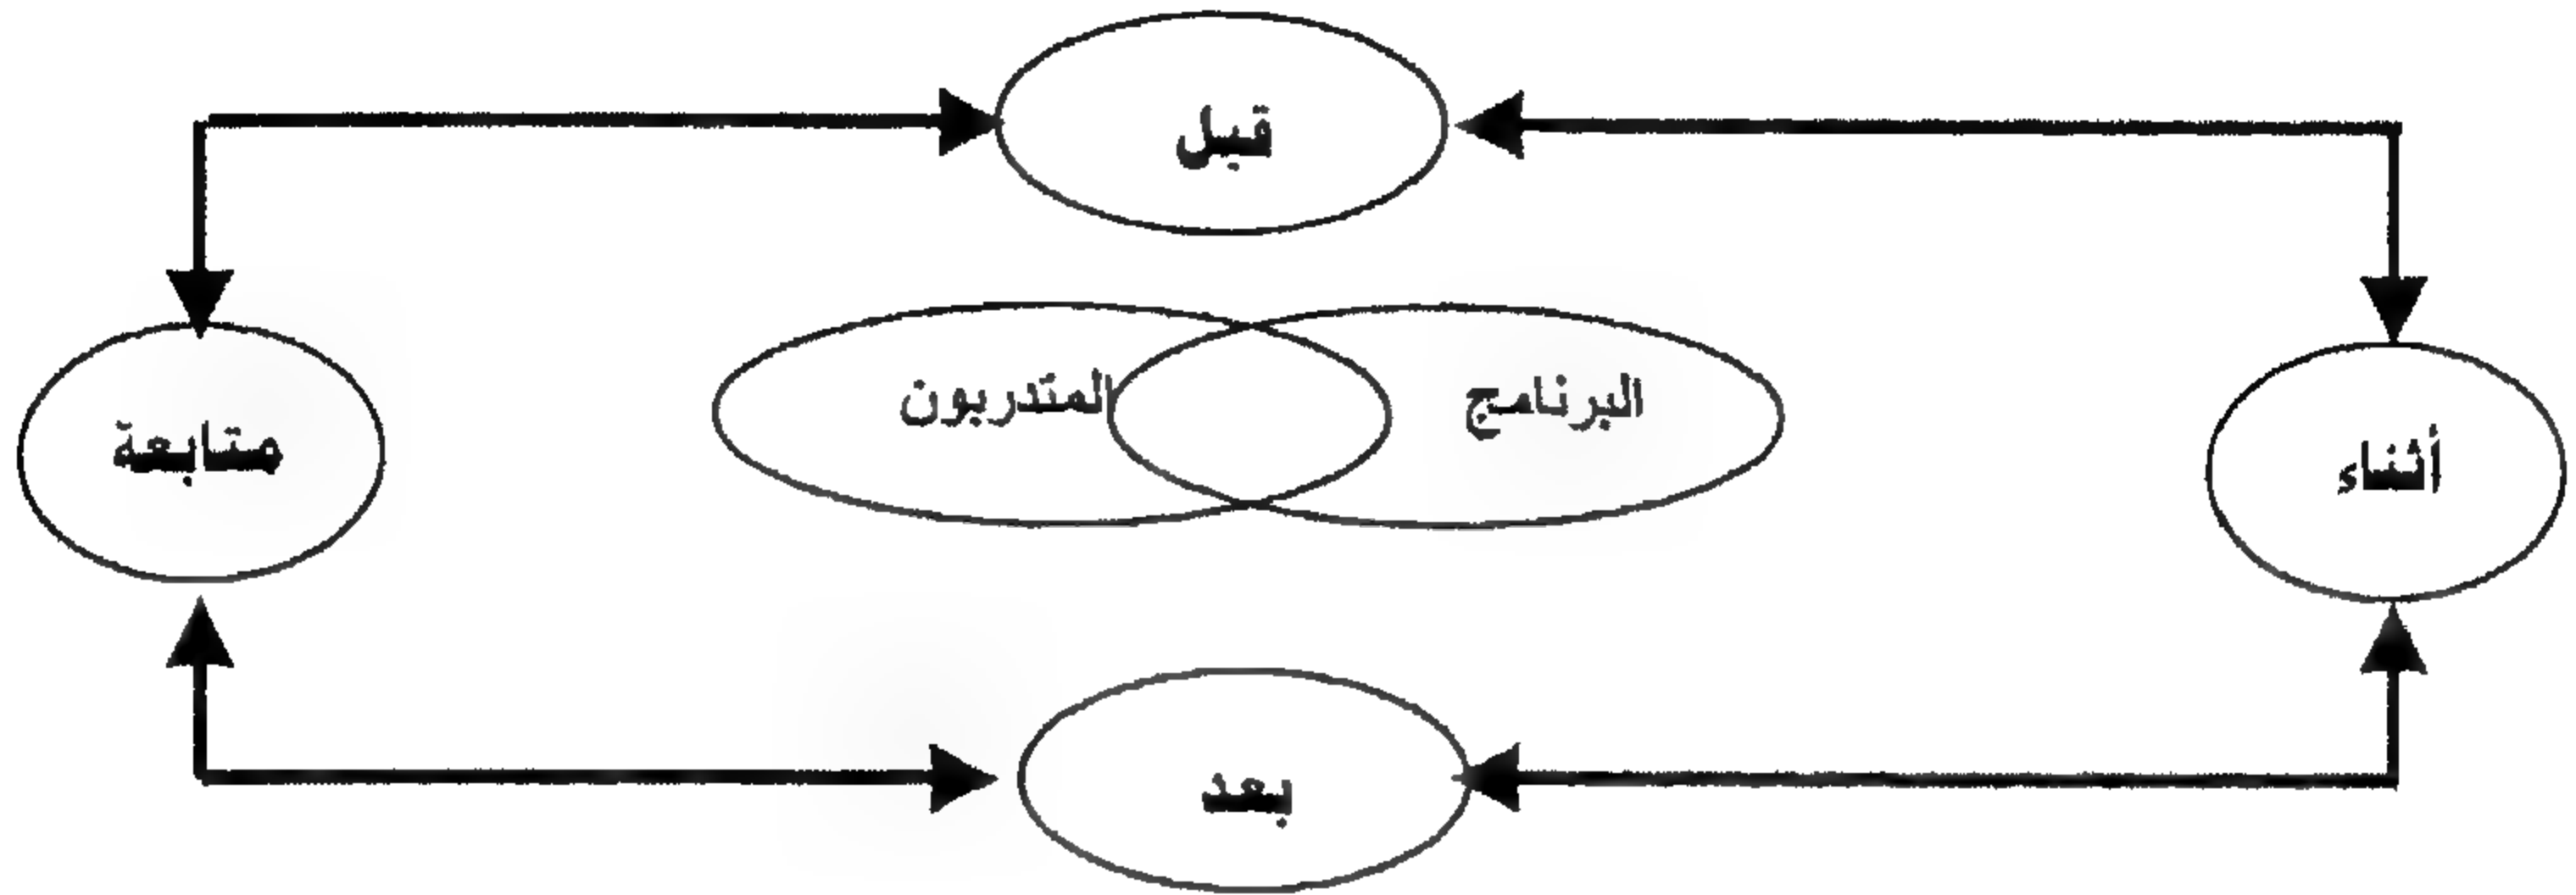 قبل
البرنامج
المتدربون
أثناء
متابعة
بعد